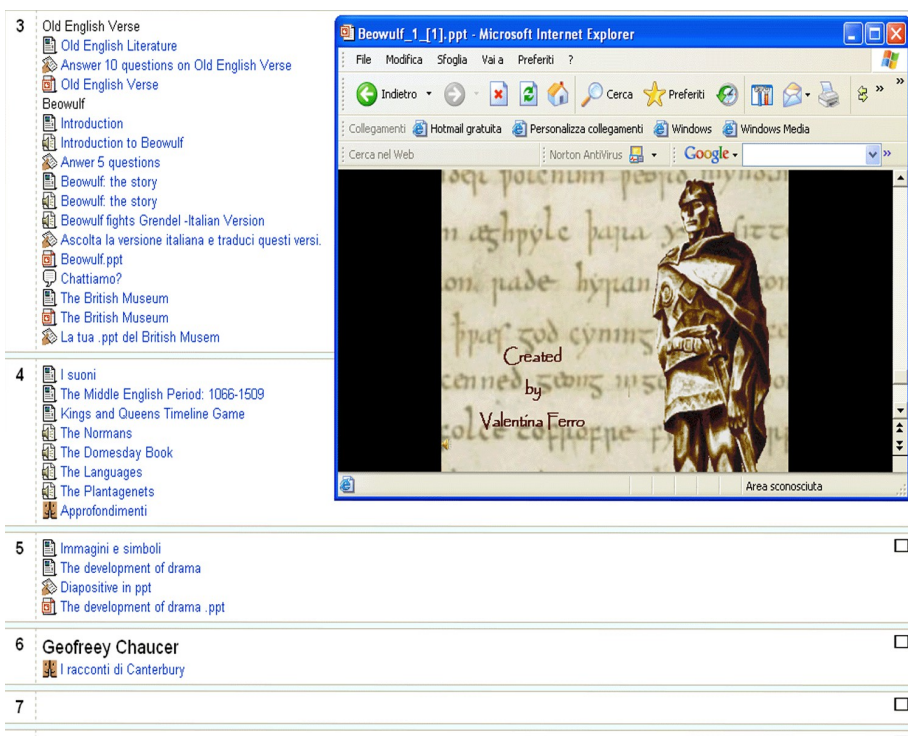 3
Old English Verse
Old English Literature
Answer 10 questions on Old English Verse
Old English Verse
Beowulf
Introduction
Introduction to Beowulf
Anwer 5 questions
Beowulf: the story
Beowulf: the story
Beowulf fights Grendel -Italian Version
Ascolta la versione italiana e traduci questi versi.
Beowulf.ppt
Chattiamo?
The British Museum
The British Museum
La tua .ppt del British Musem
Beowulf_1_[1].ppt - Microsoft Internet Explorer
File Modifica Sfoglia Vai a Preferiti ?
Indietro Cerca Preferiti » »
Collegamenti Hotmail gratuita Personalizza collegamenti Windows Windows Media
Cerca nel Web Norton AntiVirus Google »
Created
by
Valentina Ferro
Area sconosciuta
4
I suoni
The Middle English Period: 1066-1509
Kings and Queens Timeline Game
The Normans
The Domesday Book
The Languages
The Plantagenets
Approfondimenti
5
Immagini e simboli
The development of drama
Diapositive in ppt
The development of drama .ppt
6
Geofreey Chaucer
I racconti di Canterbury
7